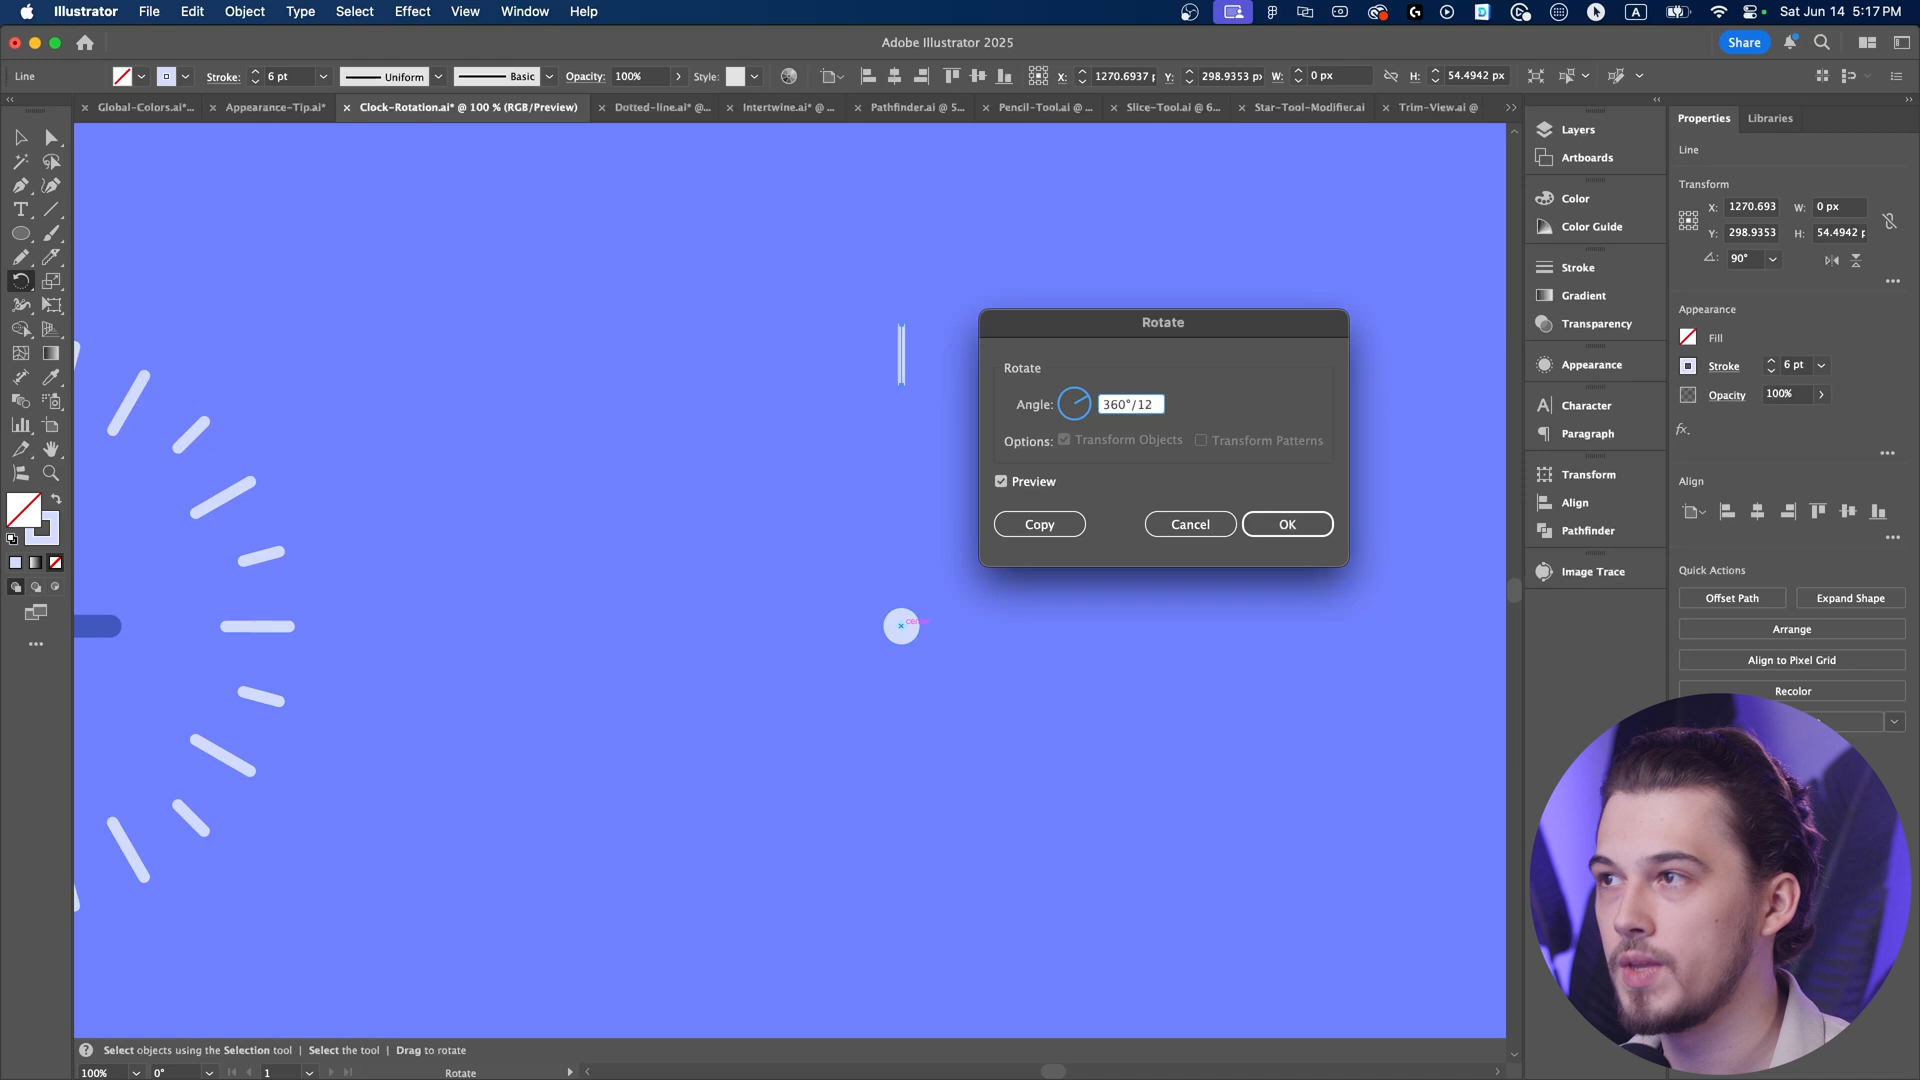 Illustrator File Edit Object Type Select Effect View Window Help
A
Sat Jun 14 5:17 PM
Adobe Illustrator 2025
Share
Line
Stroke: 6 pt Uniform Basic Opacity: 100% Style: X: 1270.6937 p Y: 298.9353 px W: 0 px H: 54.4942 px
Global-Colors.ai*... Appearance-Tip.ai* Clock-Rotation.ai* @ 100 % (RGB/Preview) Dotted-line.ai* @... Intertwine.ai* @ ... Pathfinder.ai @ 5... Pencil-Tool.ai @ ... Slice-Tool.ai @ 6... Star-Tool-Modifier.ai Trim-View.ai @
Layers
Artboards
Color
Color Guide
Stroke
Gradient
Transparency
Appearance
Character
Paragraph
Transform
Align
Pathfinder
Image Trace
Properties Libraries
Line
Transform
X: 1270.693 W: 0 px
Y: 298.9353 H: 54.4942 p
90°
Appearance
Fill
Stroke 6 pt
Opacity 100%
fx.
Align
Quick Actions
Offset Path Expand Shape
Arrange
Align to Pixel Grid
Recolor
Rotate
Rotate
Angle: 360°/12
Options: Transform Objects Transform Patterns
Preview
Copy Cancel OK
center
? Select objects using the Selection tool | Select the tool | Drag to rotate
100% 0° 1 Rotate